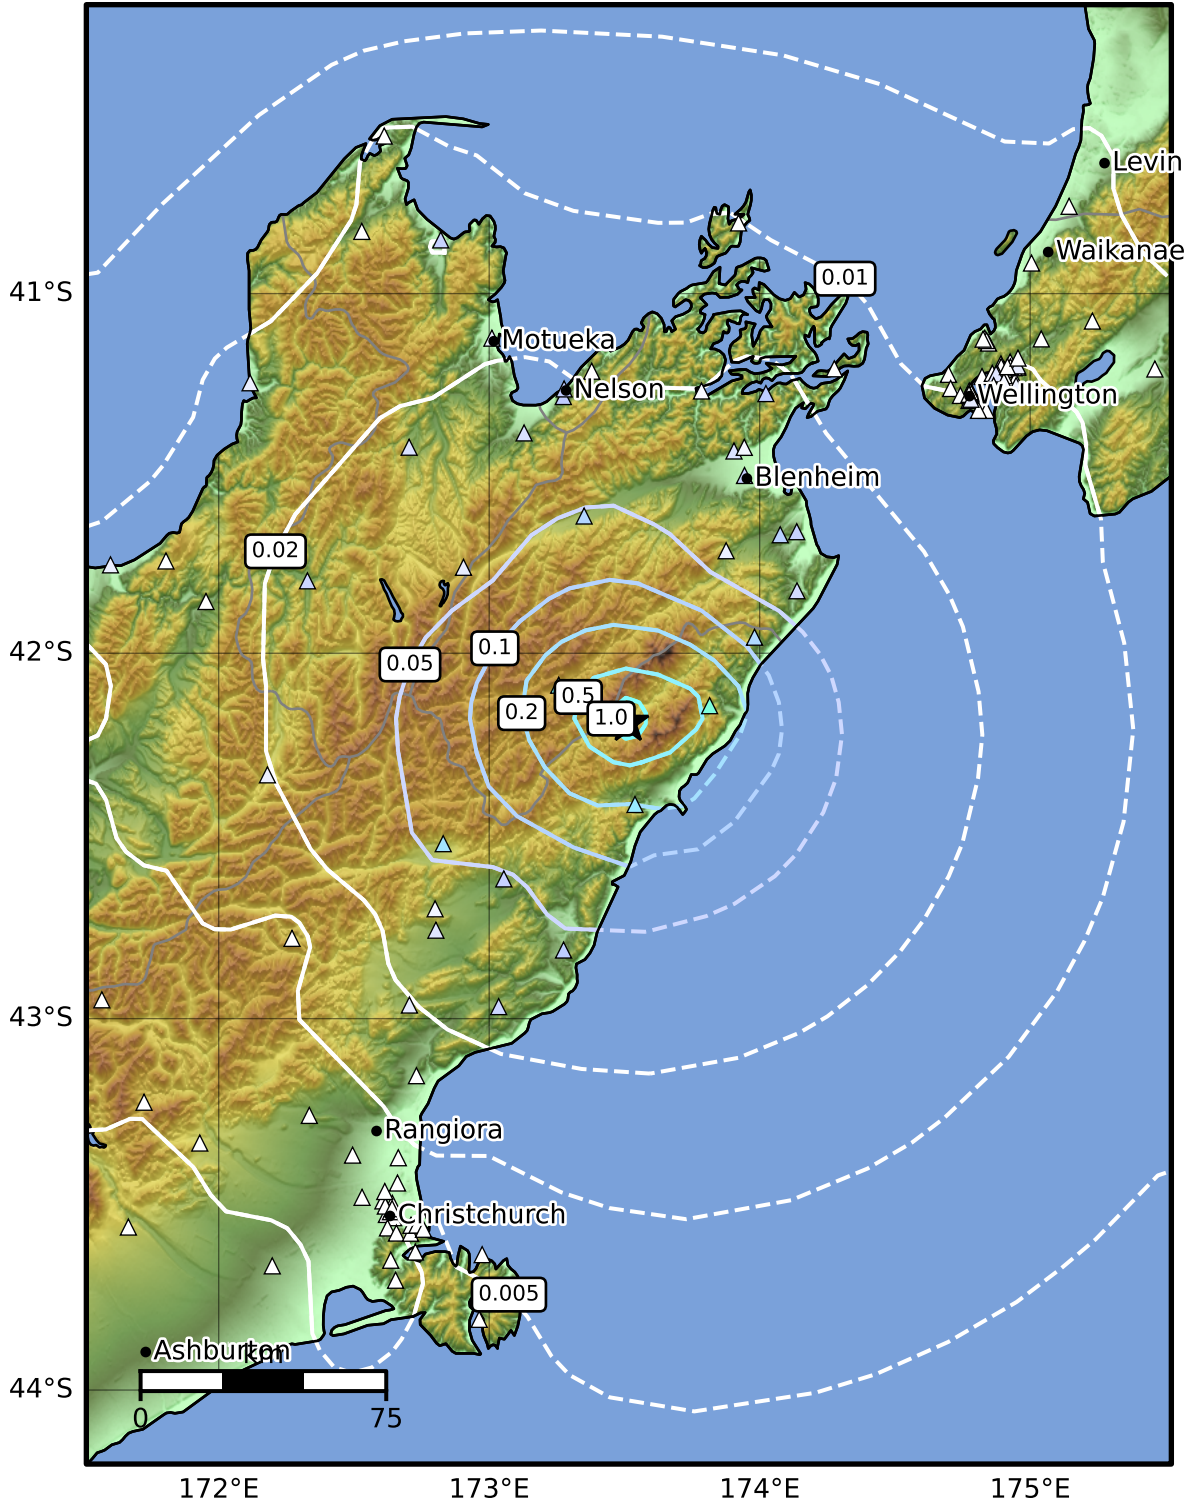 Levin
Waikanae
0.01
41°S
Motueka
Nelson
Wellington
Blenheim
0.02
0.1
42°S
0.05
0.5
0.2
1.0
43°S
Rangiora
Christchurch
0.005
Ashburton
km
44°S
0
75
172°E
173°E
174°E
175°E